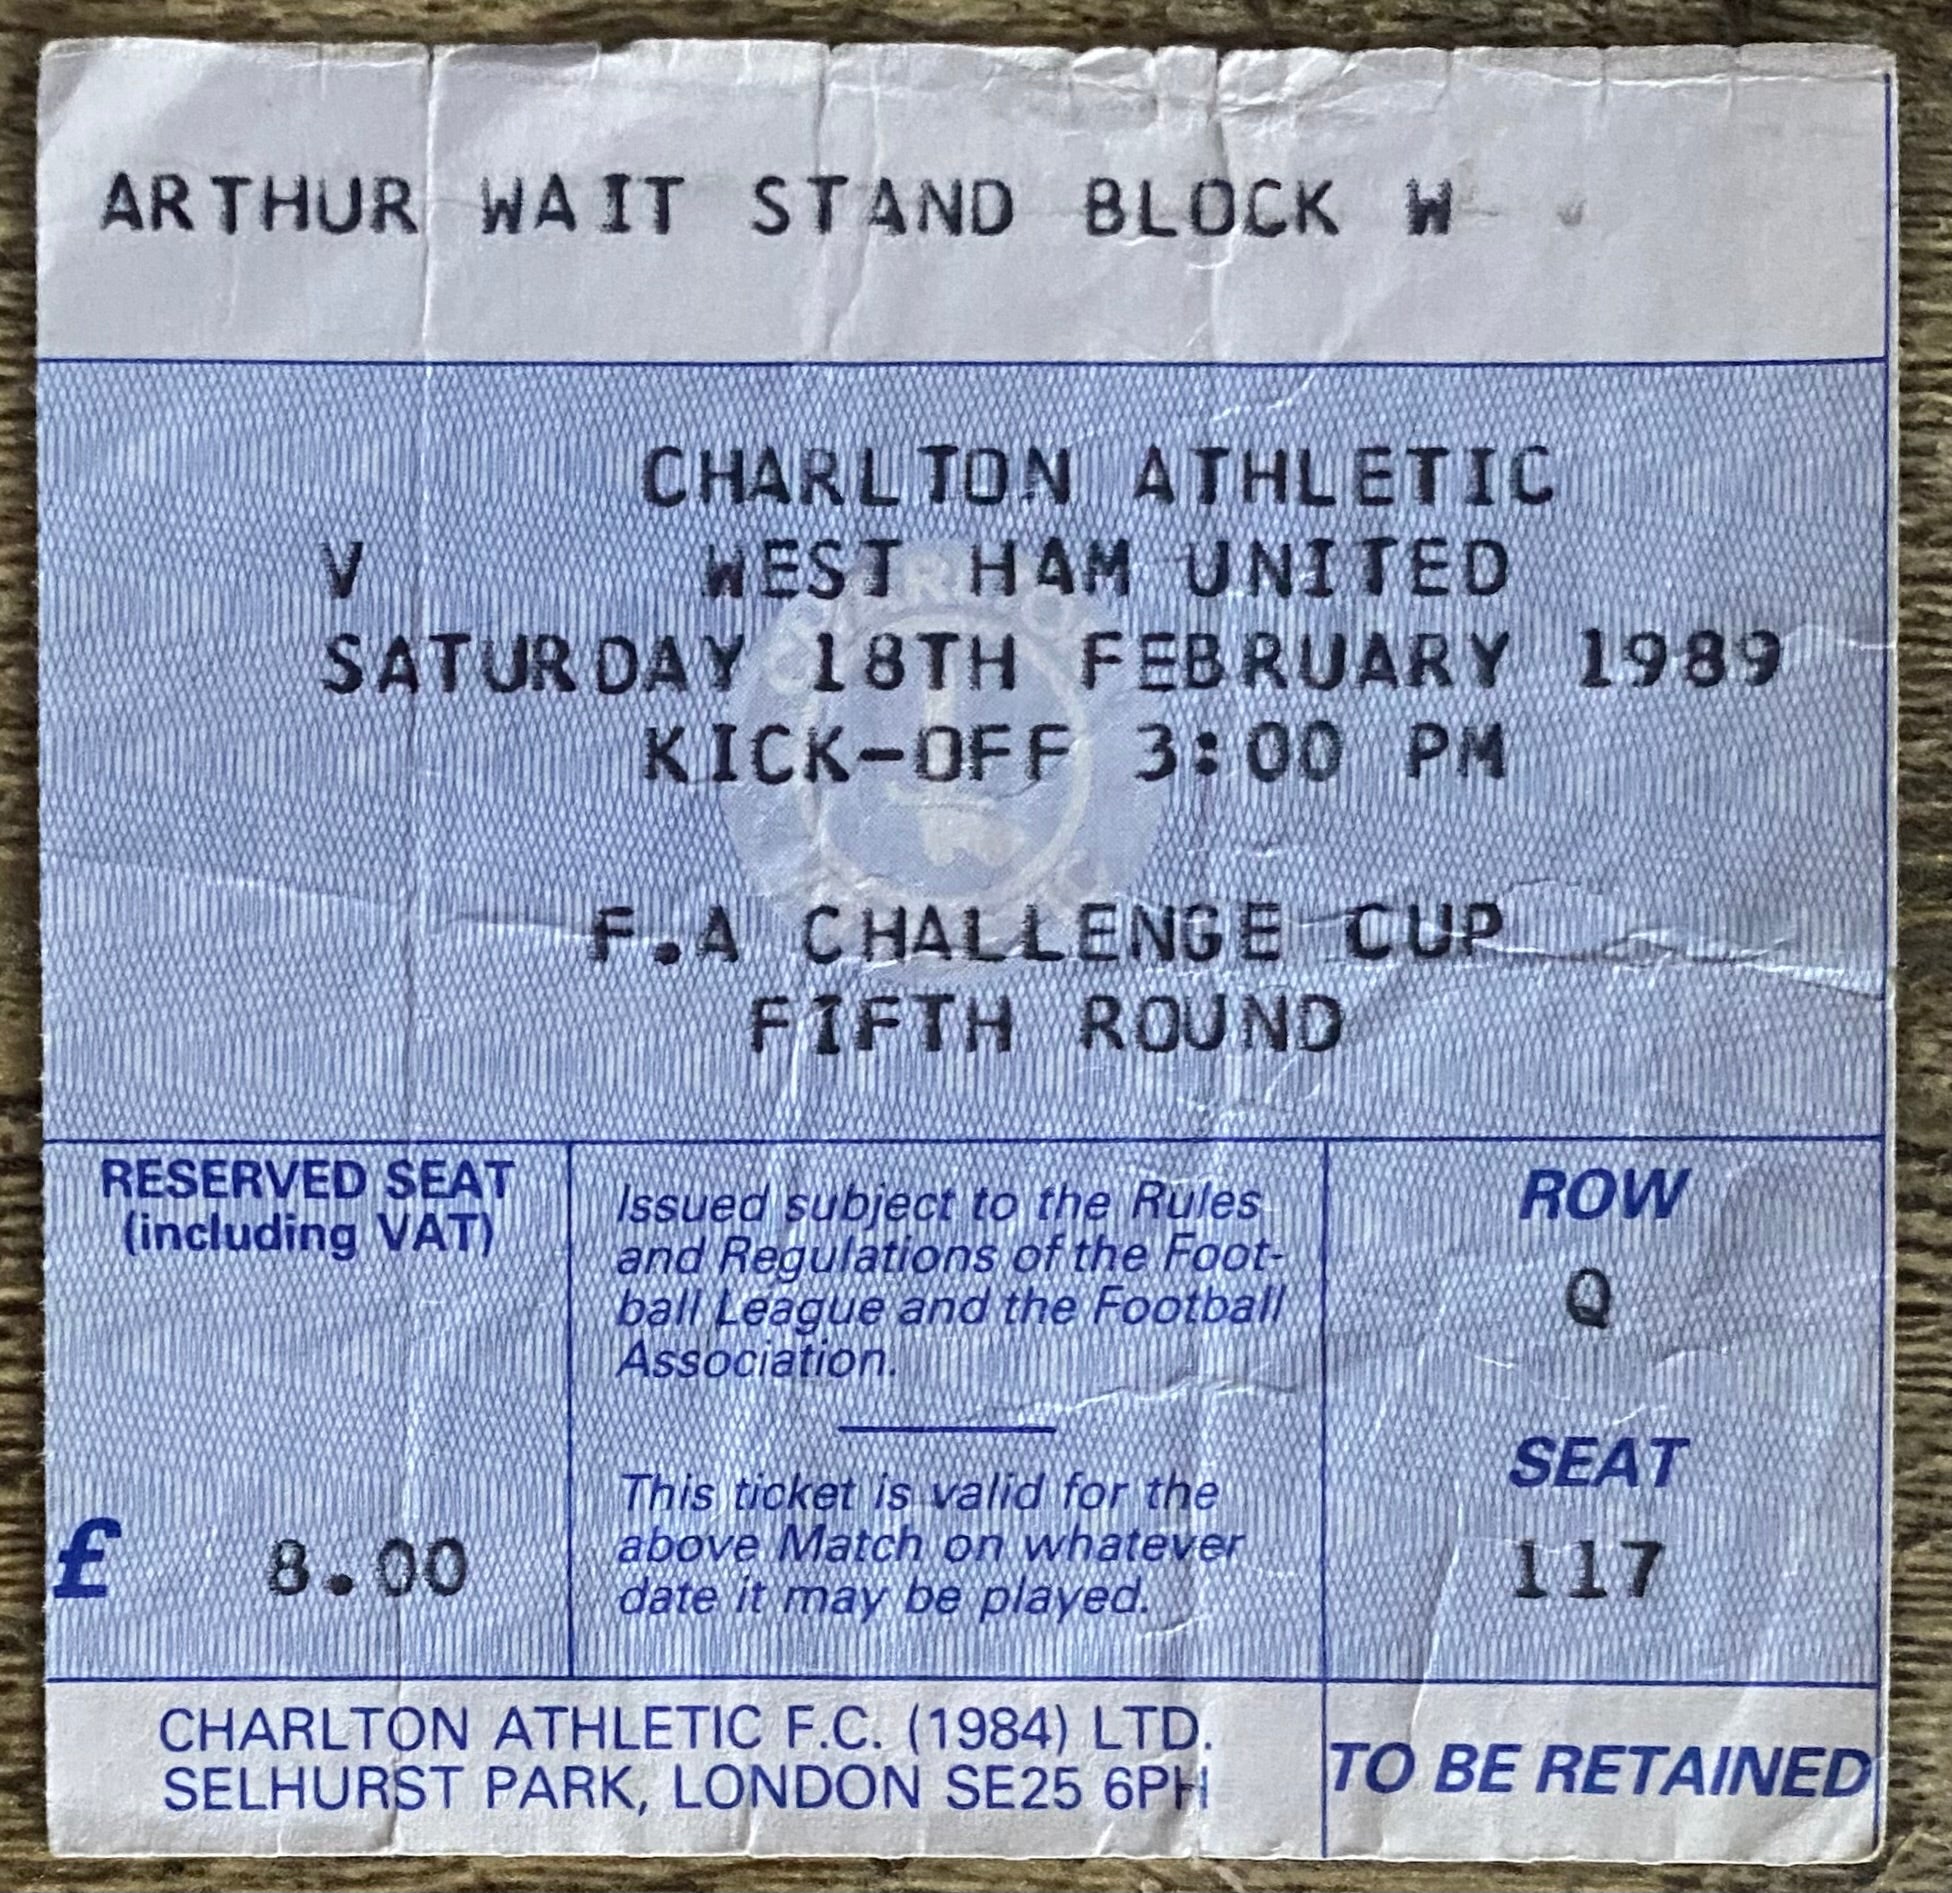 ARTHUR WAIT STAND BLOCK W
CHARLTON ATHLETIC
V WEST HAM UNITED
SATURDAY 18TH FEBRUARY 1989
KICK-OFF 3:00 PM
F.A CHALLENGE CUP
FIFTH ROUND
RESERVED SEAT
(including VAT)
£ 8.00
Issued subject to the Rules
and Regulations of the Foot-
ball League and the Football
Association.
This ticket is valid for the
above Match on whatever
date it may be played.
ROW
Q
SEAT
117
CHARLTON ATHLETIC F.C. (1984) LTD.
SELHURST PARK, LONDON SE25 6PH
TO BE RETAINED